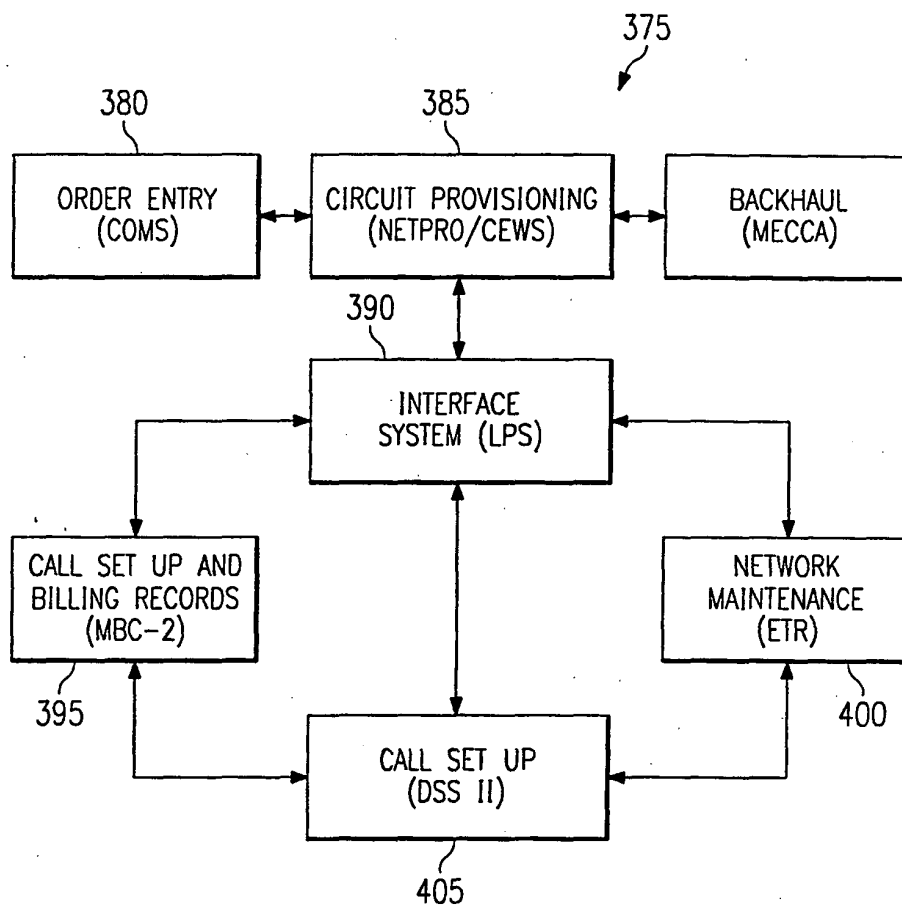 375
380
385
ORDER ENTRY
(COMS)
CIRCUIT PROVISIONING
(NETPRO/CEWS)
BACKHAUL
(MECCA)
390
INTERFACE
SYSTEM (LPS)
CALL SET UP AND
BILLING RECORDS
(MBC-2)
NETWORK
MAINTENANCE
(ETR)
395
400
CALL SET UP
(DSS II)
405